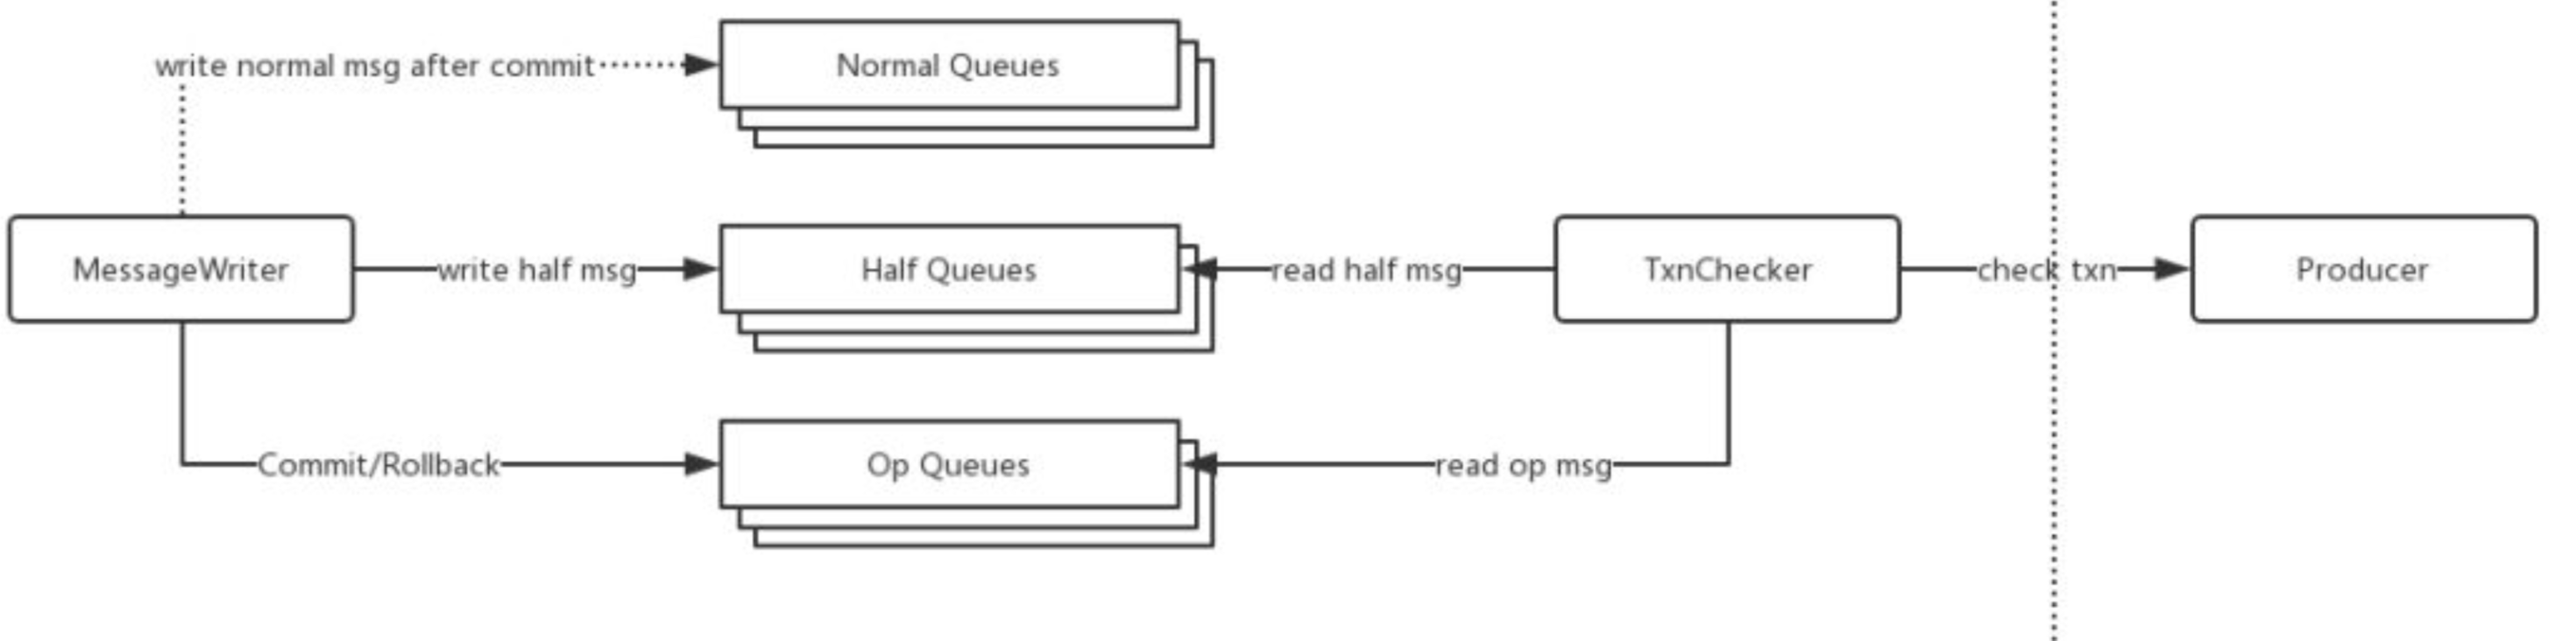 write normal msg after commit
Normal Queues
MessageWriter
write half msg
Half Queues
read half msg
TxnChecker
check txn
Producer
Commit/Rollback
Op Queues
read op msg